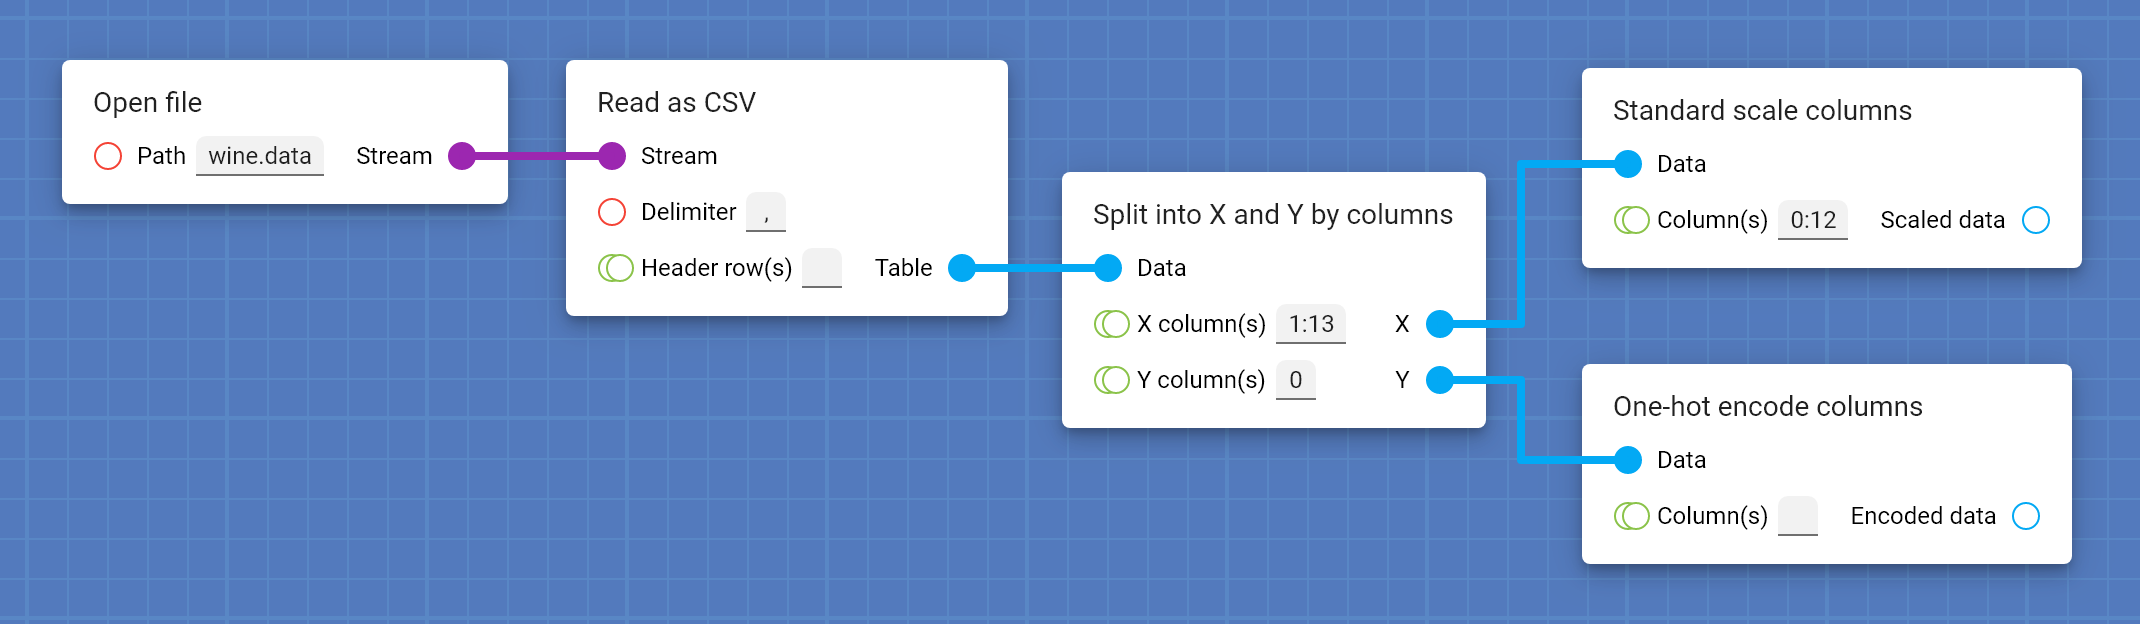 Open file
Path wine.data Stream
Read as CSV
Stream
Delimiter ,
Header row(s) Table
Split into X and Y by columns
Data
X column(s) 1:13 X
Y column(s) 0 Y
Standard scale columns
Data
Column(s) 0:12 Scaled data
One-hot encode columns
Data
Column(s) Encoded data